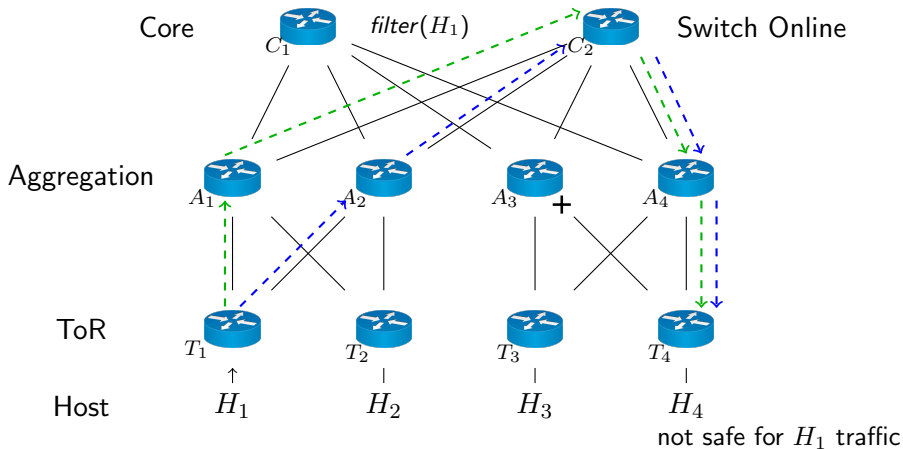 Core filter(H₁) Switch Online
C₁ C₂
Aggregation A₁ A₂ A₃ + A₄
ToR T₁ T₂ T₃ T₄
Host H₁ H₂ H₃ H₄
not safe for H₁ traffic